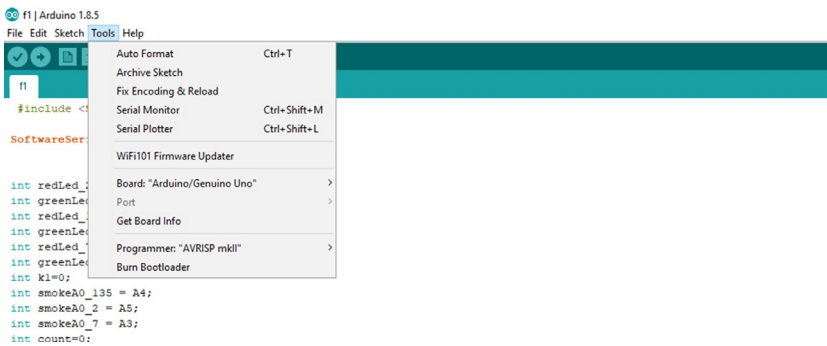 f1 | Arduino 1.8.5
File Edit Sketch Tools Help
Auto Format Ctrl+T
Archive Sketch
Fix Encoding & Reload
Serial Monitor Ctrl+Shift+M
Serial Plotter Ctrl+Shift+L
WiFi101 Firmware Updater
Board: "Arduino/Genuino Uno"
Port
Get Board Info
Programmer: "AVRISP mkII"
Burn Bootloader
f1
#include <
SoftwareSer
int redLed_
int greenLed
int redLed_
int greenLed
int redLed_
int greenLed
int k1=0;
int smokeA0_135 = A4;
int smokeA0_2 = A5;
int smokeA0_7 = A3;
int count=0;